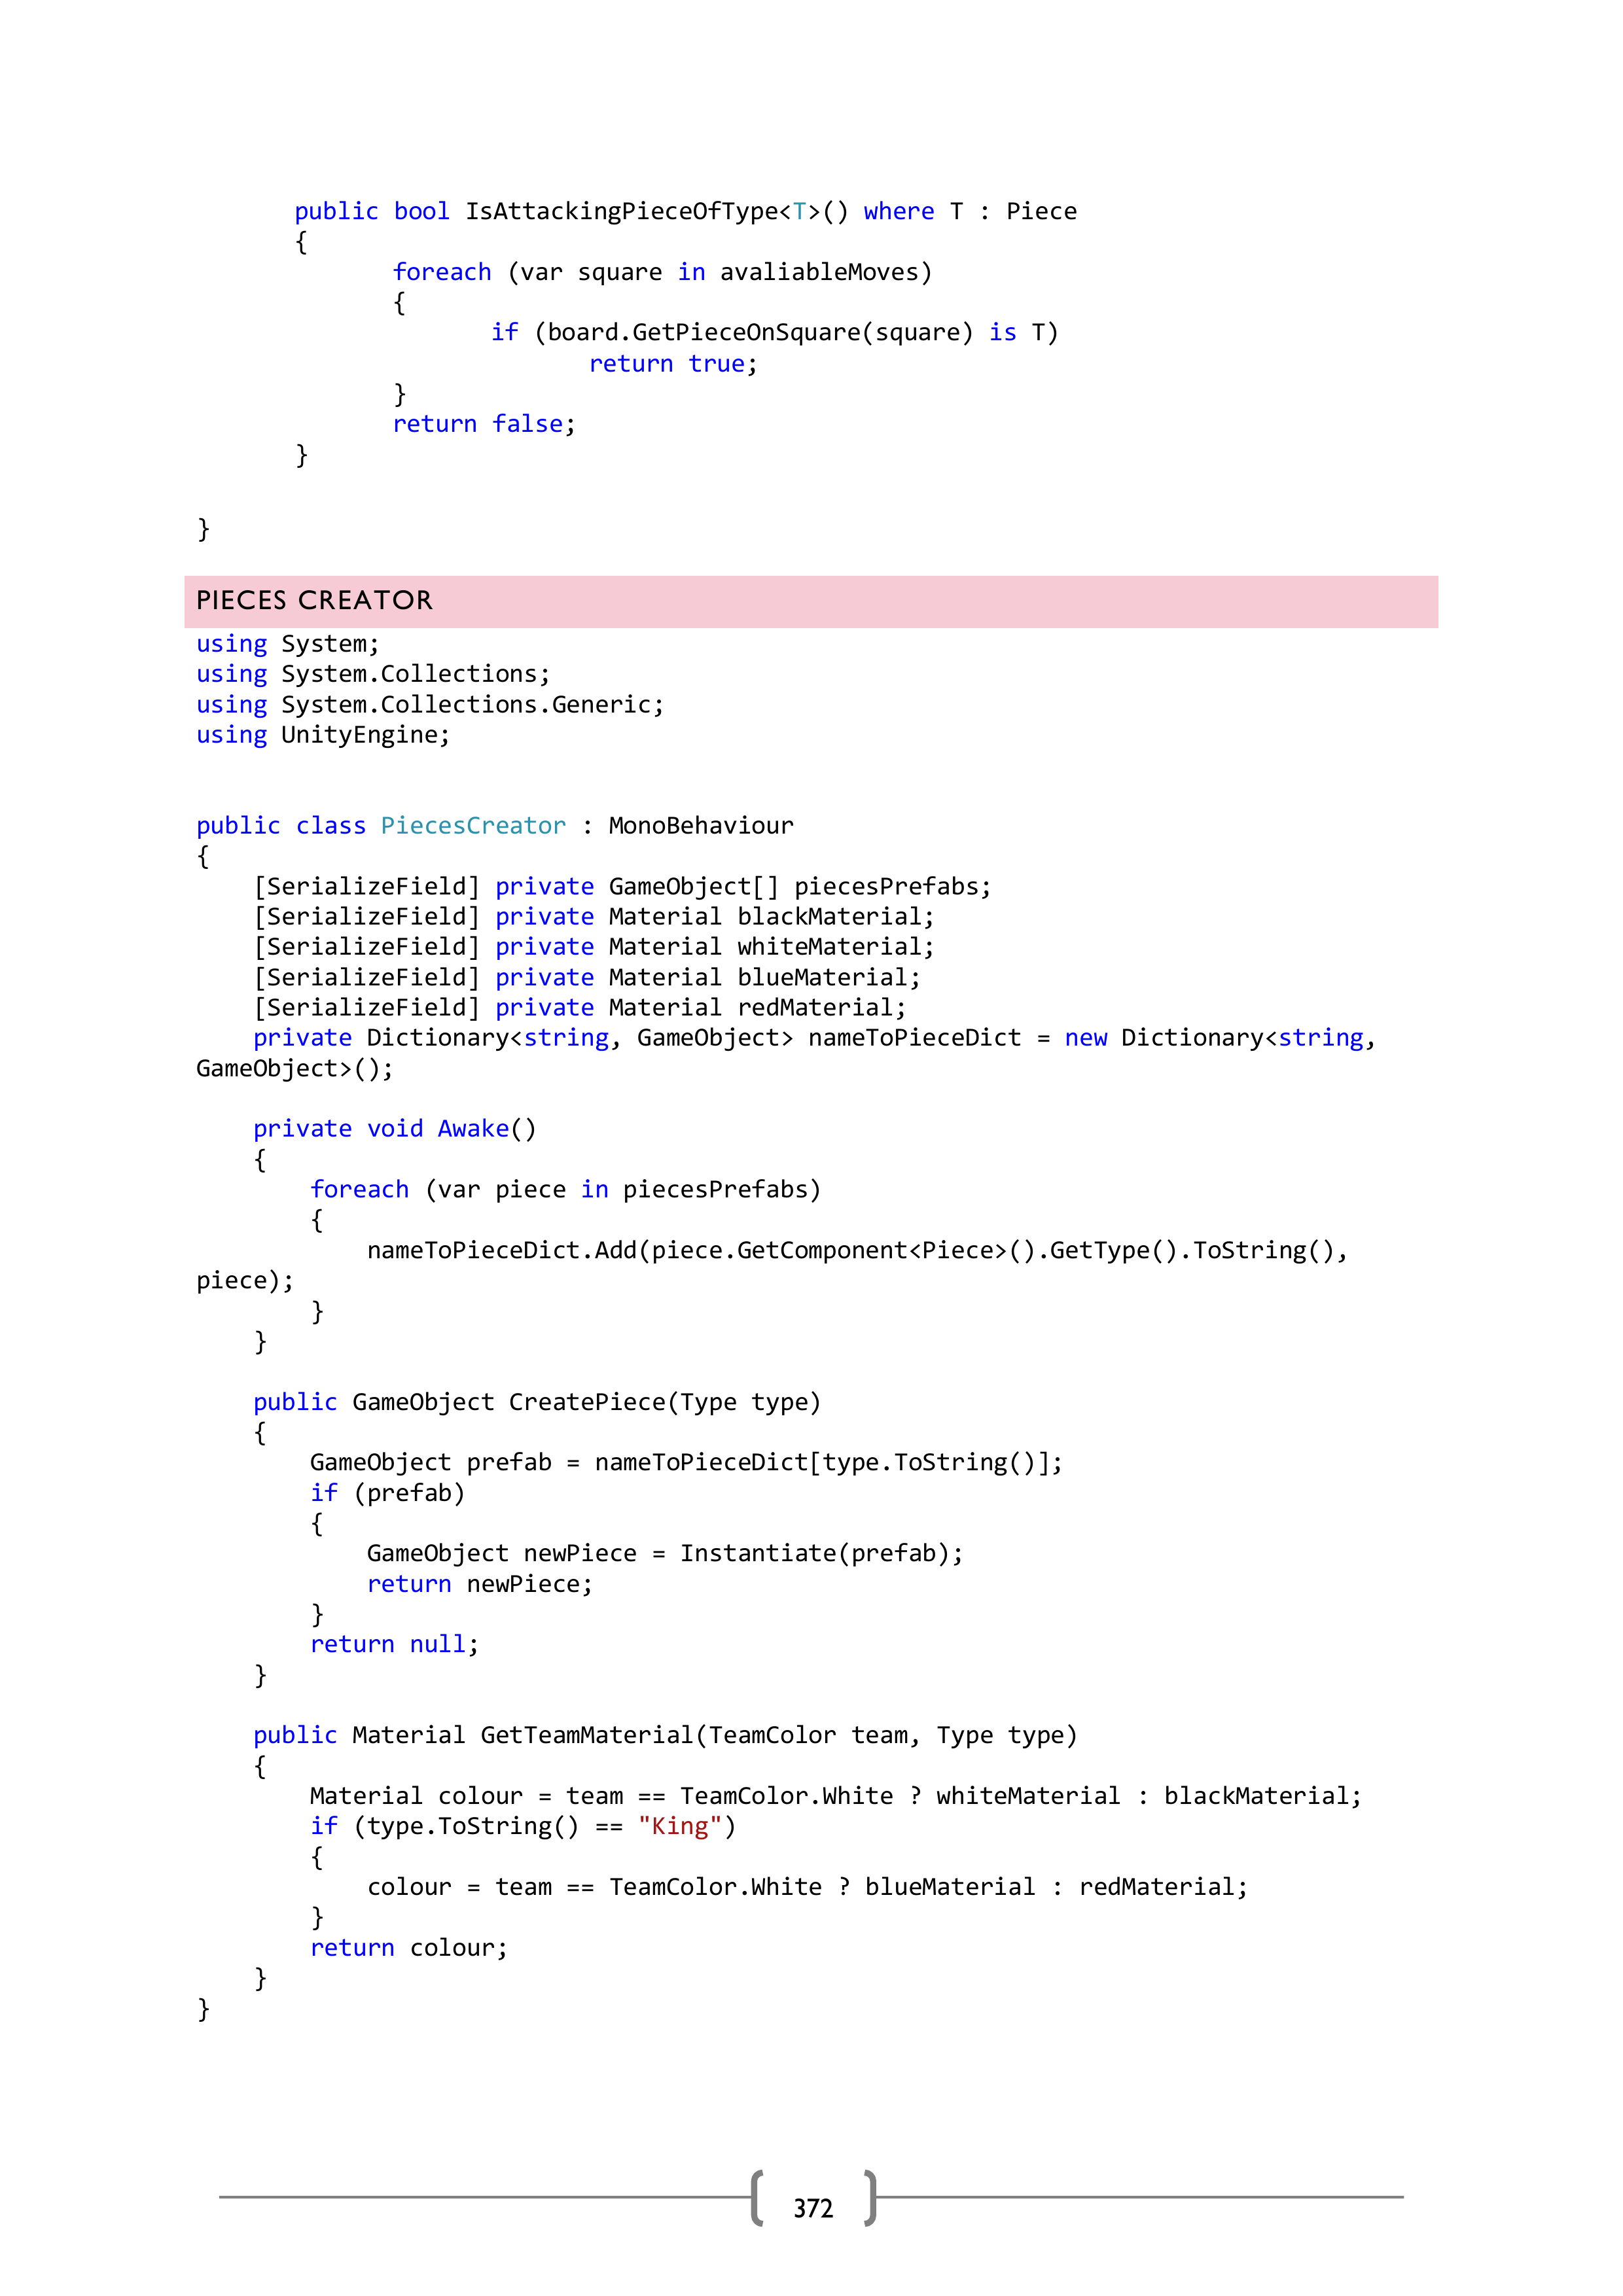 public bool IsAttackingPieceOfType<T>() where T : Piece
{
foreach (var square in avaliableMoves)
{
if (board.GetPieceOnSquare(square) is T)
return true;
}
return false;
}
}
PIECES CREATOR
using System;
using System.Collections;
using System.Collections.Generic;
using UnityEngine;
public class PiecesCreator : MonoBehaviour
{
[SerializeField] private GameObject[] piecesPrefabs;
[SerializeField] private Material blackMaterial;
[SerializeField] private Material whiteMaterial;
[SerializeField] private Material blueMaterial;
[SerializeField] private Material redMaterial;
private Dictionary<string, GameObject> nameToPieceDict = new Dictionary<string,
GameObject>();
private void Awake()
{
foreach (var piece in piecesPrefabs)
{
nameToPieceDict.Add(piece.GetComponent<Piece>().GetType().ToString(),
piece);
}
}
public GameObject CreatePiece(Type type)
{
GameObject prefab = nameToPieceDict[type.ToString()];
if (prefab)
{
GameObject newPiece = Instantiate(prefab);
return newPiece;
}
return null;
}
public Material GetTeamMaterial(TeamColor team, Type type)
{
Material colour = team == TeamColor.White ? whiteMaterial : blackMaterial;
if (type.ToString() == "King")
{
colour = team == TeamColor.White ? blueMaterial : redMaterial;
}
return colour;
}
}
372